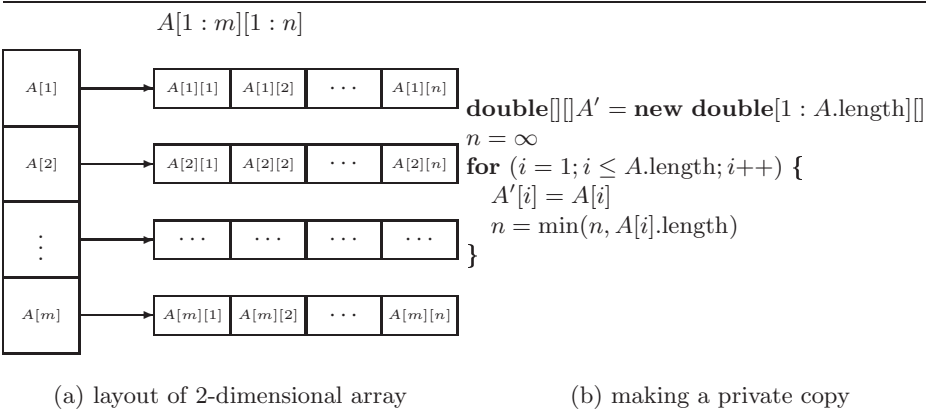 A[1 : m][1 : n]
A[1] A[1][1] A[1][2] ··· A[1][n]
A[2] A[2][1] A[2][2] ··· A[2][n]
⋮ ··· ··· ··· ···
A[m] A[m][1] A[m][2] ··· A[m][n]
(a) layout of 2-dimensional array
double[][]A′ = new double[1 : A.length][]
n = ∞
for (i = 1; i ≤ A.length; i++) {
A′[i] = A[i]
n = min(n, A[i].length)
}
(b) making a private copy